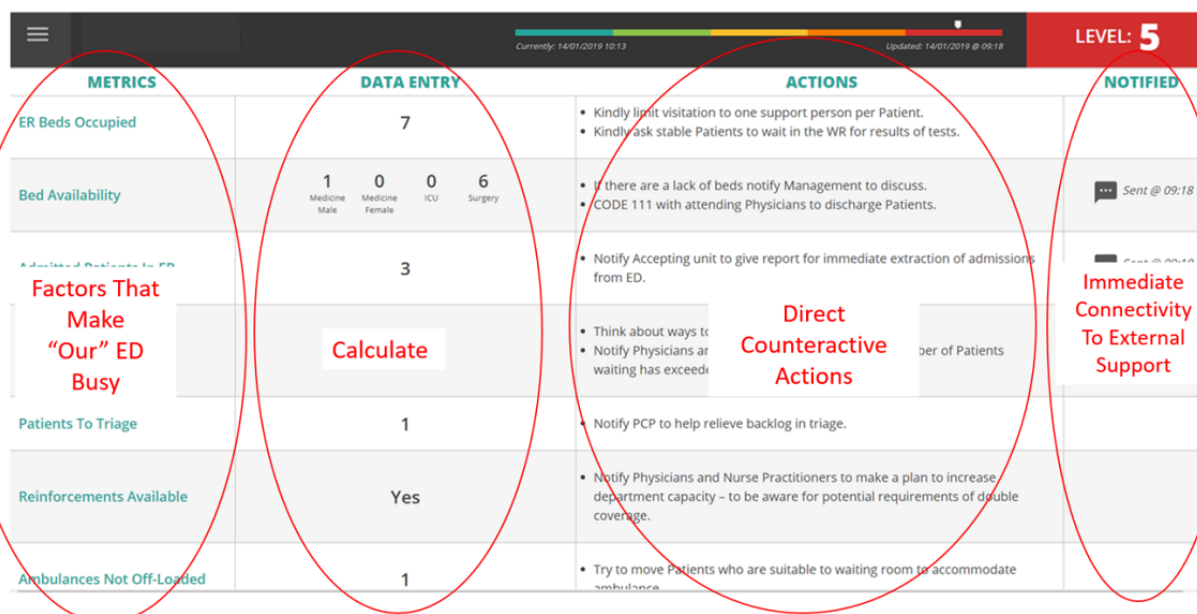 LEVEL: 5
Currently: 14/01/2019 10:13
Updated: 14/01/2019 @ 09:18
METRICS
DATA ENTRY
ACTIONS
NOTIFIED
ER Beds Occupied
7
• Kindly limit visitation to one support person per Patient.
• Kindly ask stable Patients to wait in the WR for results of tests.
Bed Availability
1 0 0 6
Medicine Male
Medicine Female
ICU
Surgery
• If there are a lack of beds notify Management to discuss.
• CODE 111 with attending Physicians to discharge Patients.
Sent @ 09:18
Admitted Patients In ER
3
• Notify Accepting unit to give report for immediate extraction of admissions
from ED.
Sent @ 09:18
Factors That
Make
“Our” ED
Busy
Calculate
• Think about ways to
• Notify Physicians
of Patients
waiting has
Direct
Counteractive
Actions
Immediate
Connectivity
To External
Support
Patients To Triage
1
• Notify PCP to help relieve backlog in triage.
Reinforcements Available
Yes
• Notify Physicians and Nurse Practitioners to make a plan to increase
department capacity – to be aware for potential requirements of double
coverage.
Ambulances Not Off-Loaded
1
• Try to move Patients who are suitable to waiting room to accommodate
ambulance